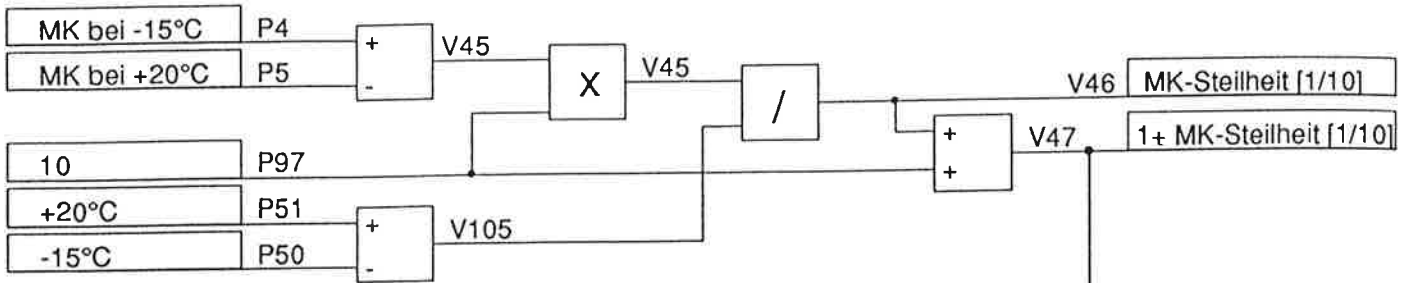 MK bei -15°C P4
+ V45
MK bei +20°C P5
-
X V45
/
V46 MK-Steilheit [1/10]
+ V47 1+ MK-Steilheit [1/10]
+
10 P97
+20°C P51
+ V105
-15°C P50
-